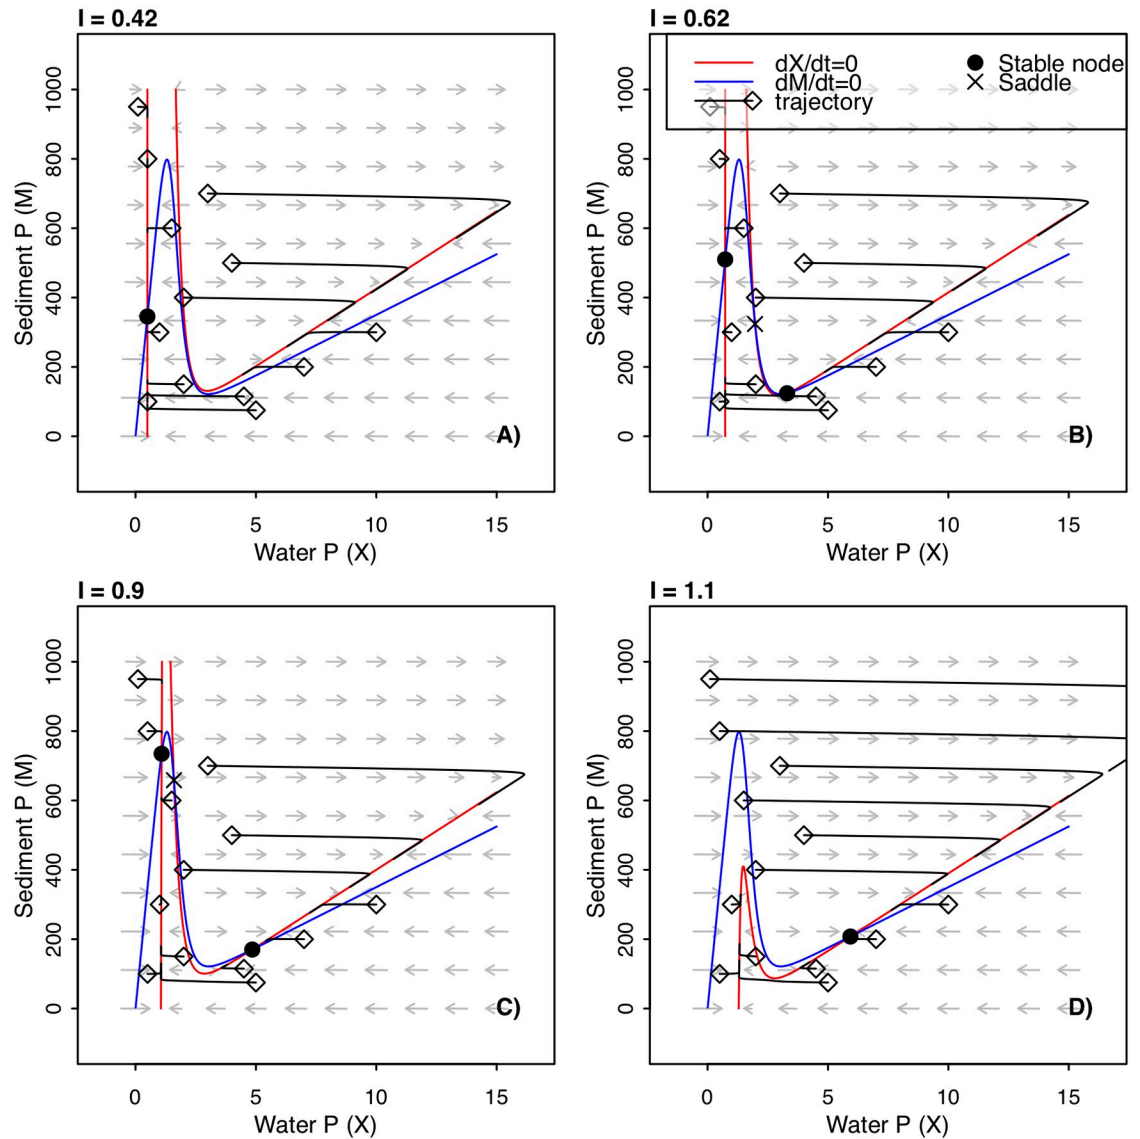 I = 0.42
1000
800
600
400
200
0
Sediment P (M)
0 5 10 15
Water P (X)
A)
I = 0.62
dX/dt=0
dM/dt=0
trajectory
Stable node
Saddle
1000
800
600
400
200
0
Sediment P (M)
0 5 10 15
Water P (X)
B)
I = 0.9
1000
800
600
400
200
0
Sediment P (M)
0 5 10 15
Water P (X)
C)
I = 1.1
1000
800
600
400
200
0
Sediment P (M)
0 5 10 15
Water P (X)
D)